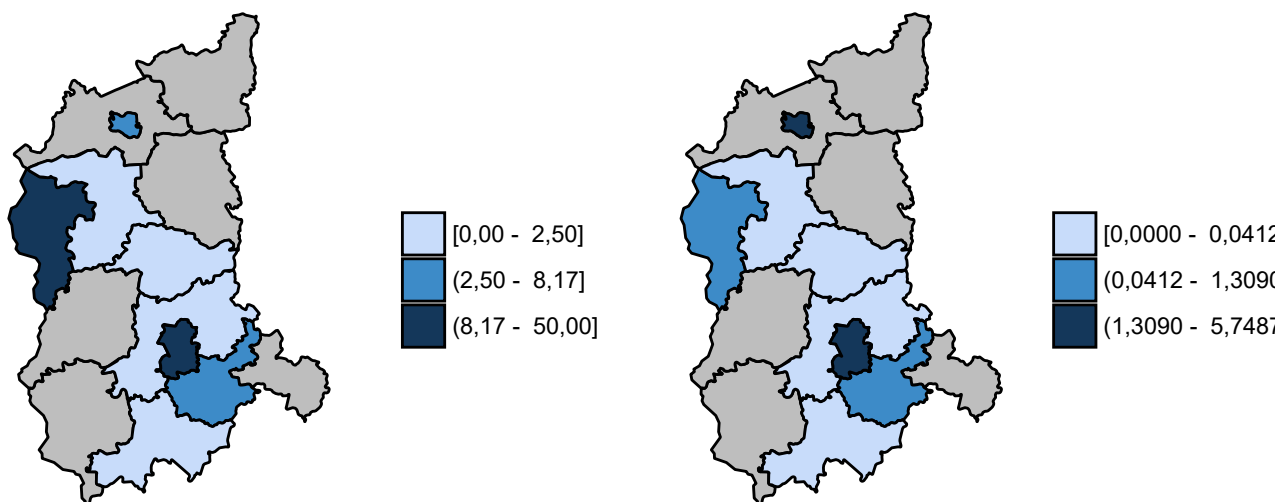 [0,00 - 2,50]
(2,50 - 8,17]
(8,17 - 50,00]
[0,0000 - 0,0412
(0,0412 - 1,3090
(1,3090 - 5,7487